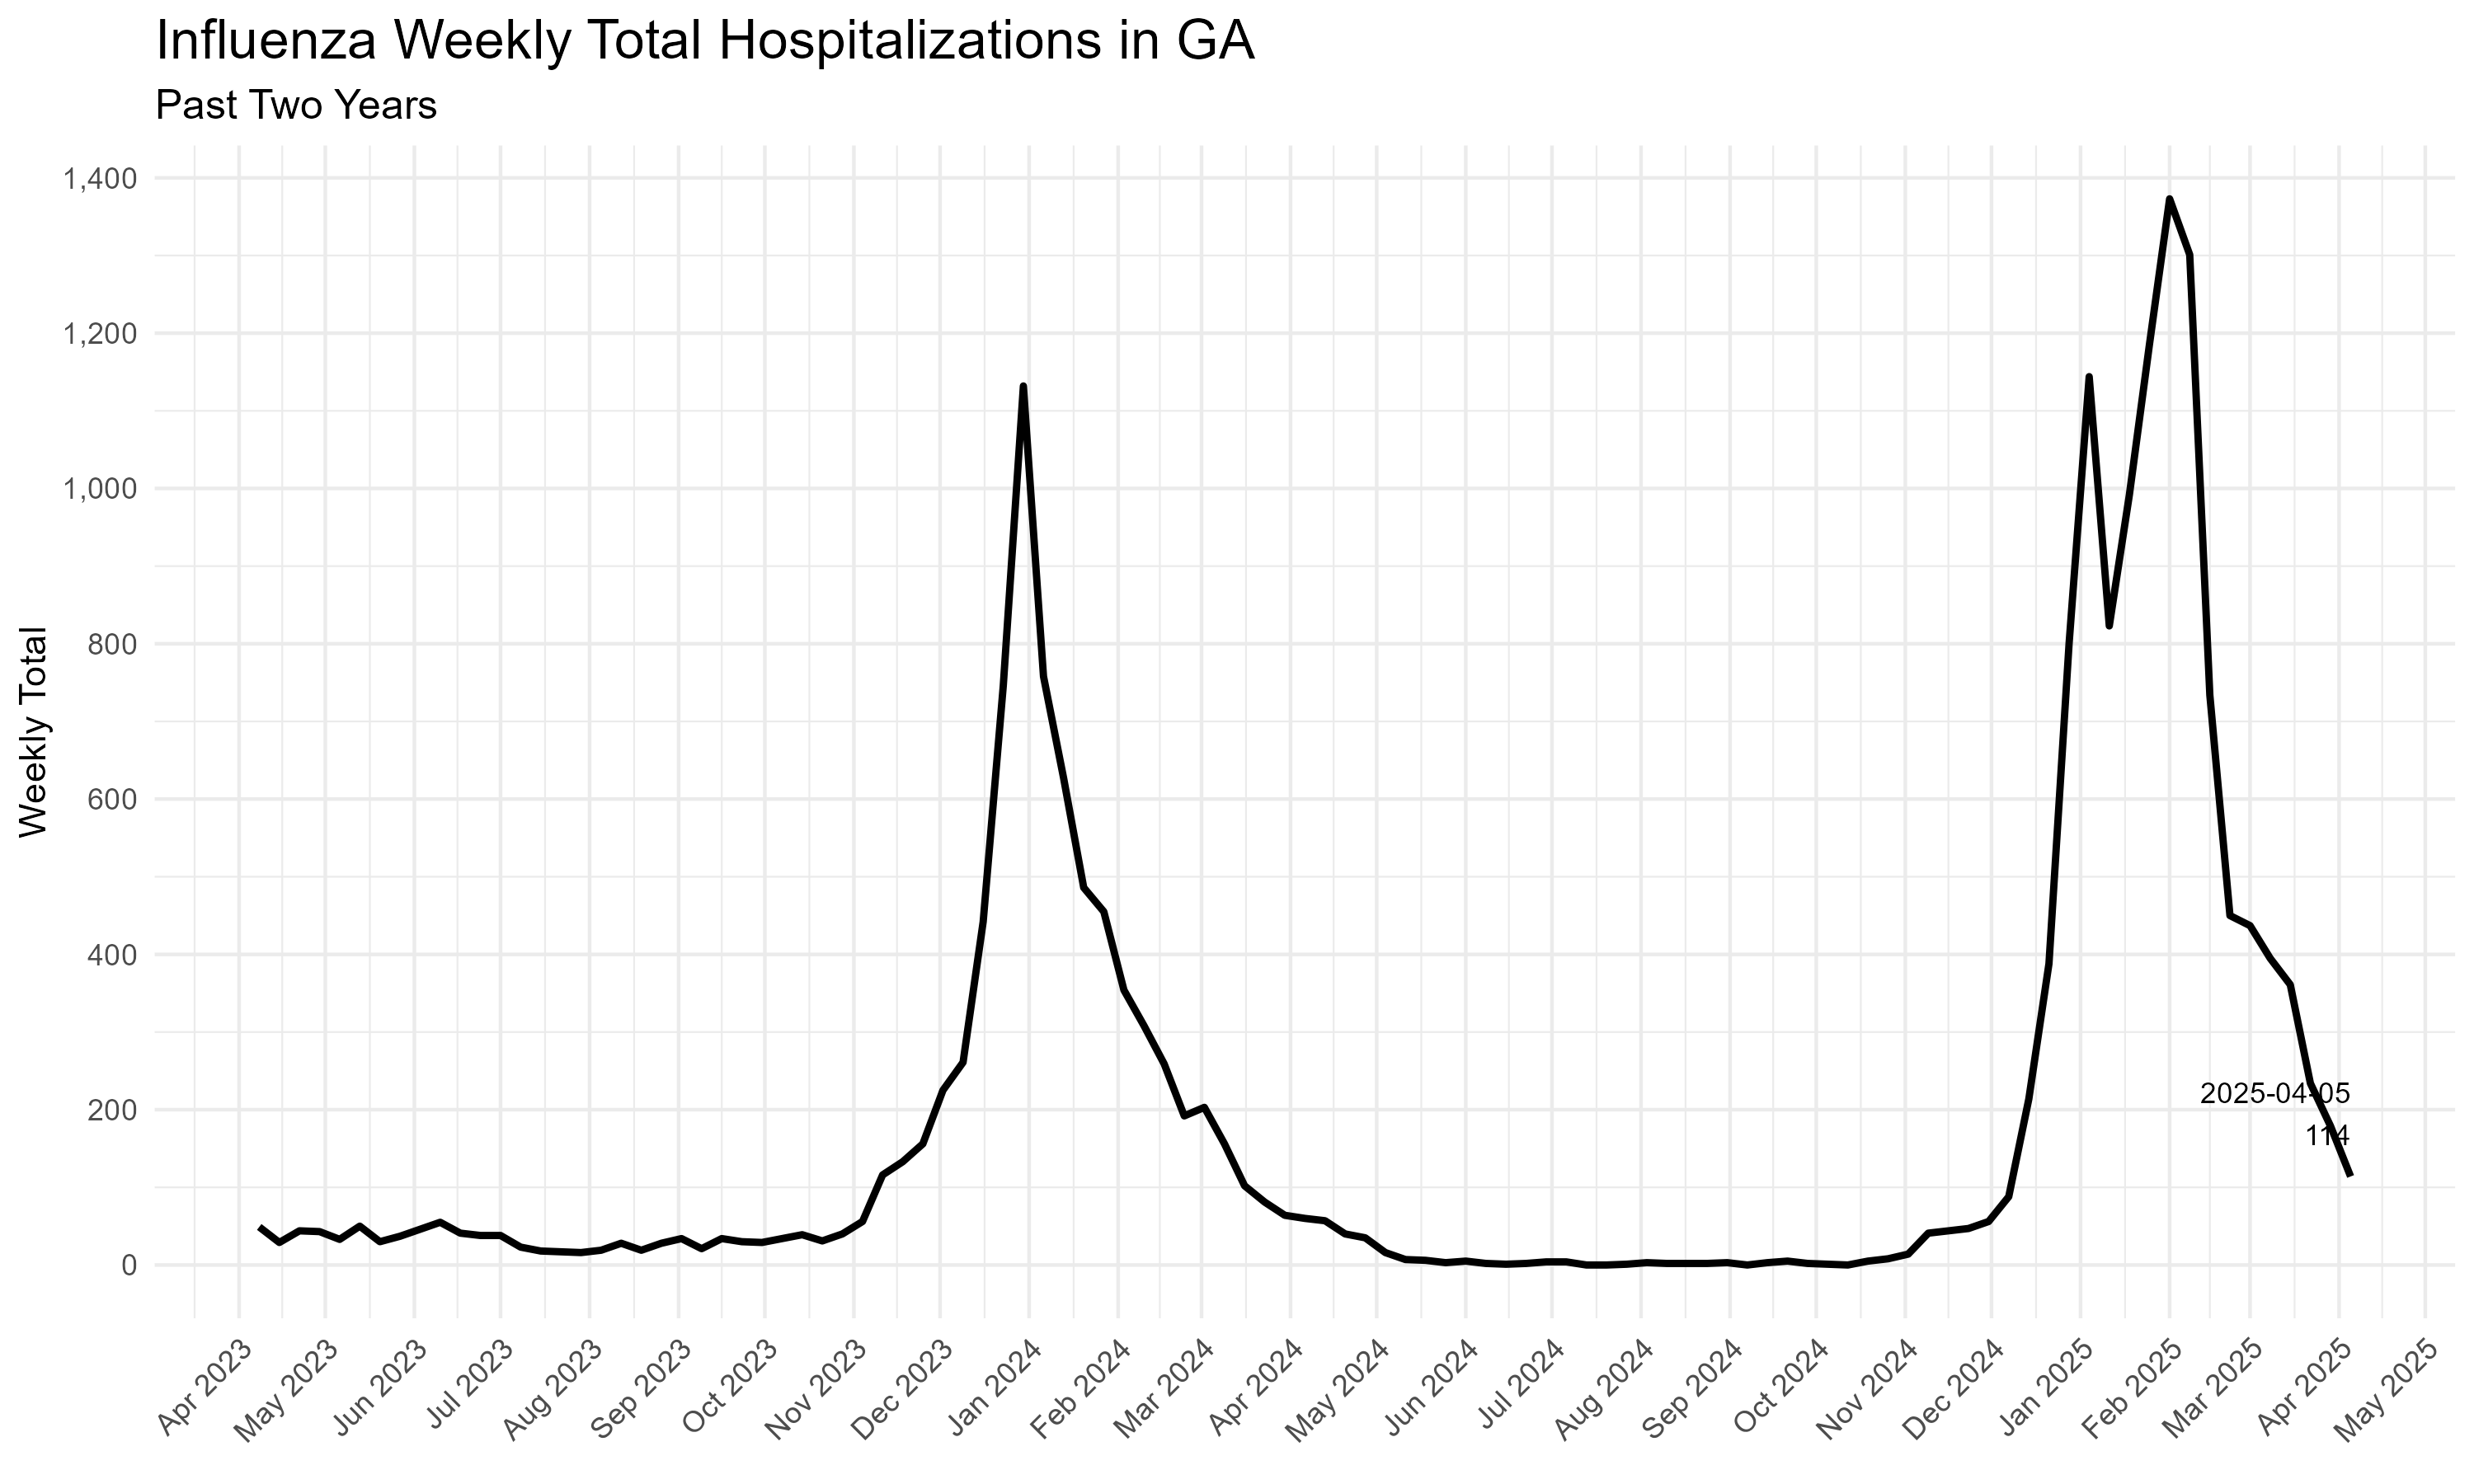 Influenza Weekly Total Hospitalizations in GA
Past Two Years
Weekly Total
1,400
1,200
1,000
800
600
400
200
0
2025-04-05
114
Apr 2023
May 2023
Jun 2023
Jul 2023
Aug 2023
Sep 2023
Oct 2023
Nov 2023
Dec 2023
Jan 2024
Feb 2024
Mar 2024
Apr 2024
May 2024
Jun 2024
Jul 2024
Aug 2024
Sep 2024
Oct 2024
Nov 2024
Dec 2024
Jan 2025
Feb 2025
Mar 2025
Apr 2025
May 2025